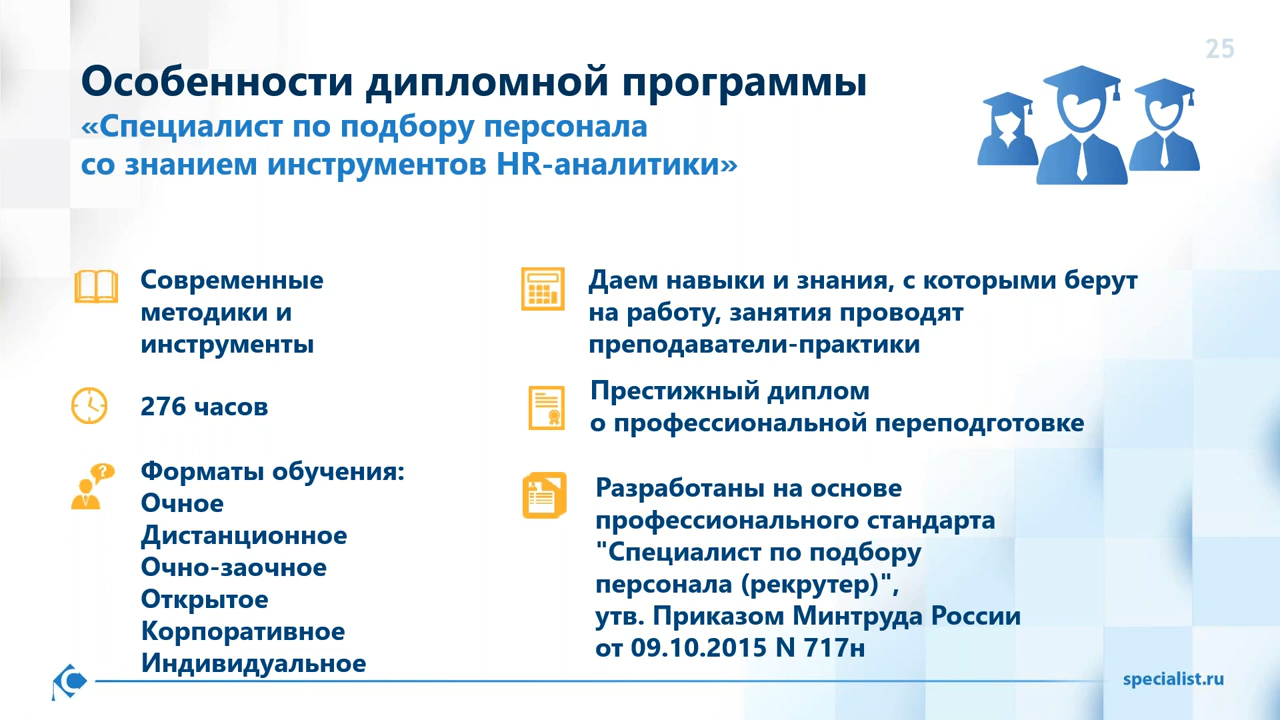 25
Особенности дипломной программы
«Специалист по подбору персонала
со знанием инструментов HR-аналитики»
Современные
методики и
инструменты
276 часов
Форматы обучения:
Очное
Дистанционное
Очно-заочное
Открытое
Корпоративное
Индивидуальное
Даем навыки и знания, с которыми берут
на работу, занятия проводят
преподаватели-практики
Престижный диплом
о профессиональной переподготовке
Разработаны на основе
профессионального стандарта
"Специалист по подбору
персонала (рекрутер)",
утв. Приказом Минтруда России
от 09.10.2015 N 717н
specialist.ru